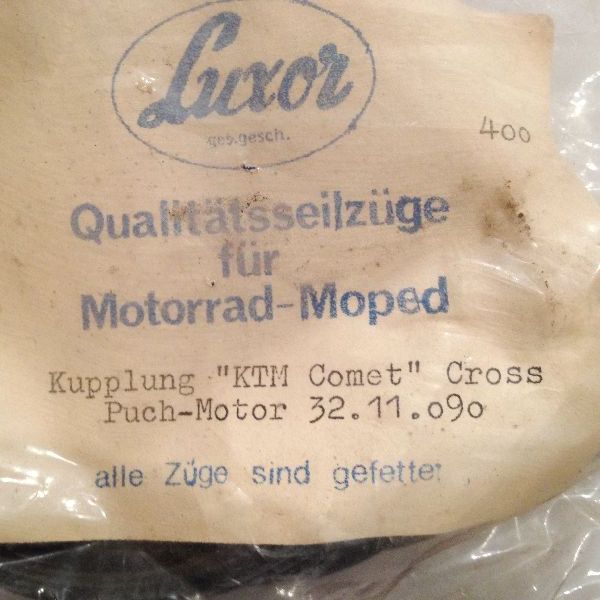 Luxor
ges.gesch.
400
Qualitätsseilzüge
für
Motorrad-Moped
Kupplung "KTM Comet" Cross
Puch-Motor 32.11.090
alle Züge sind gefettet